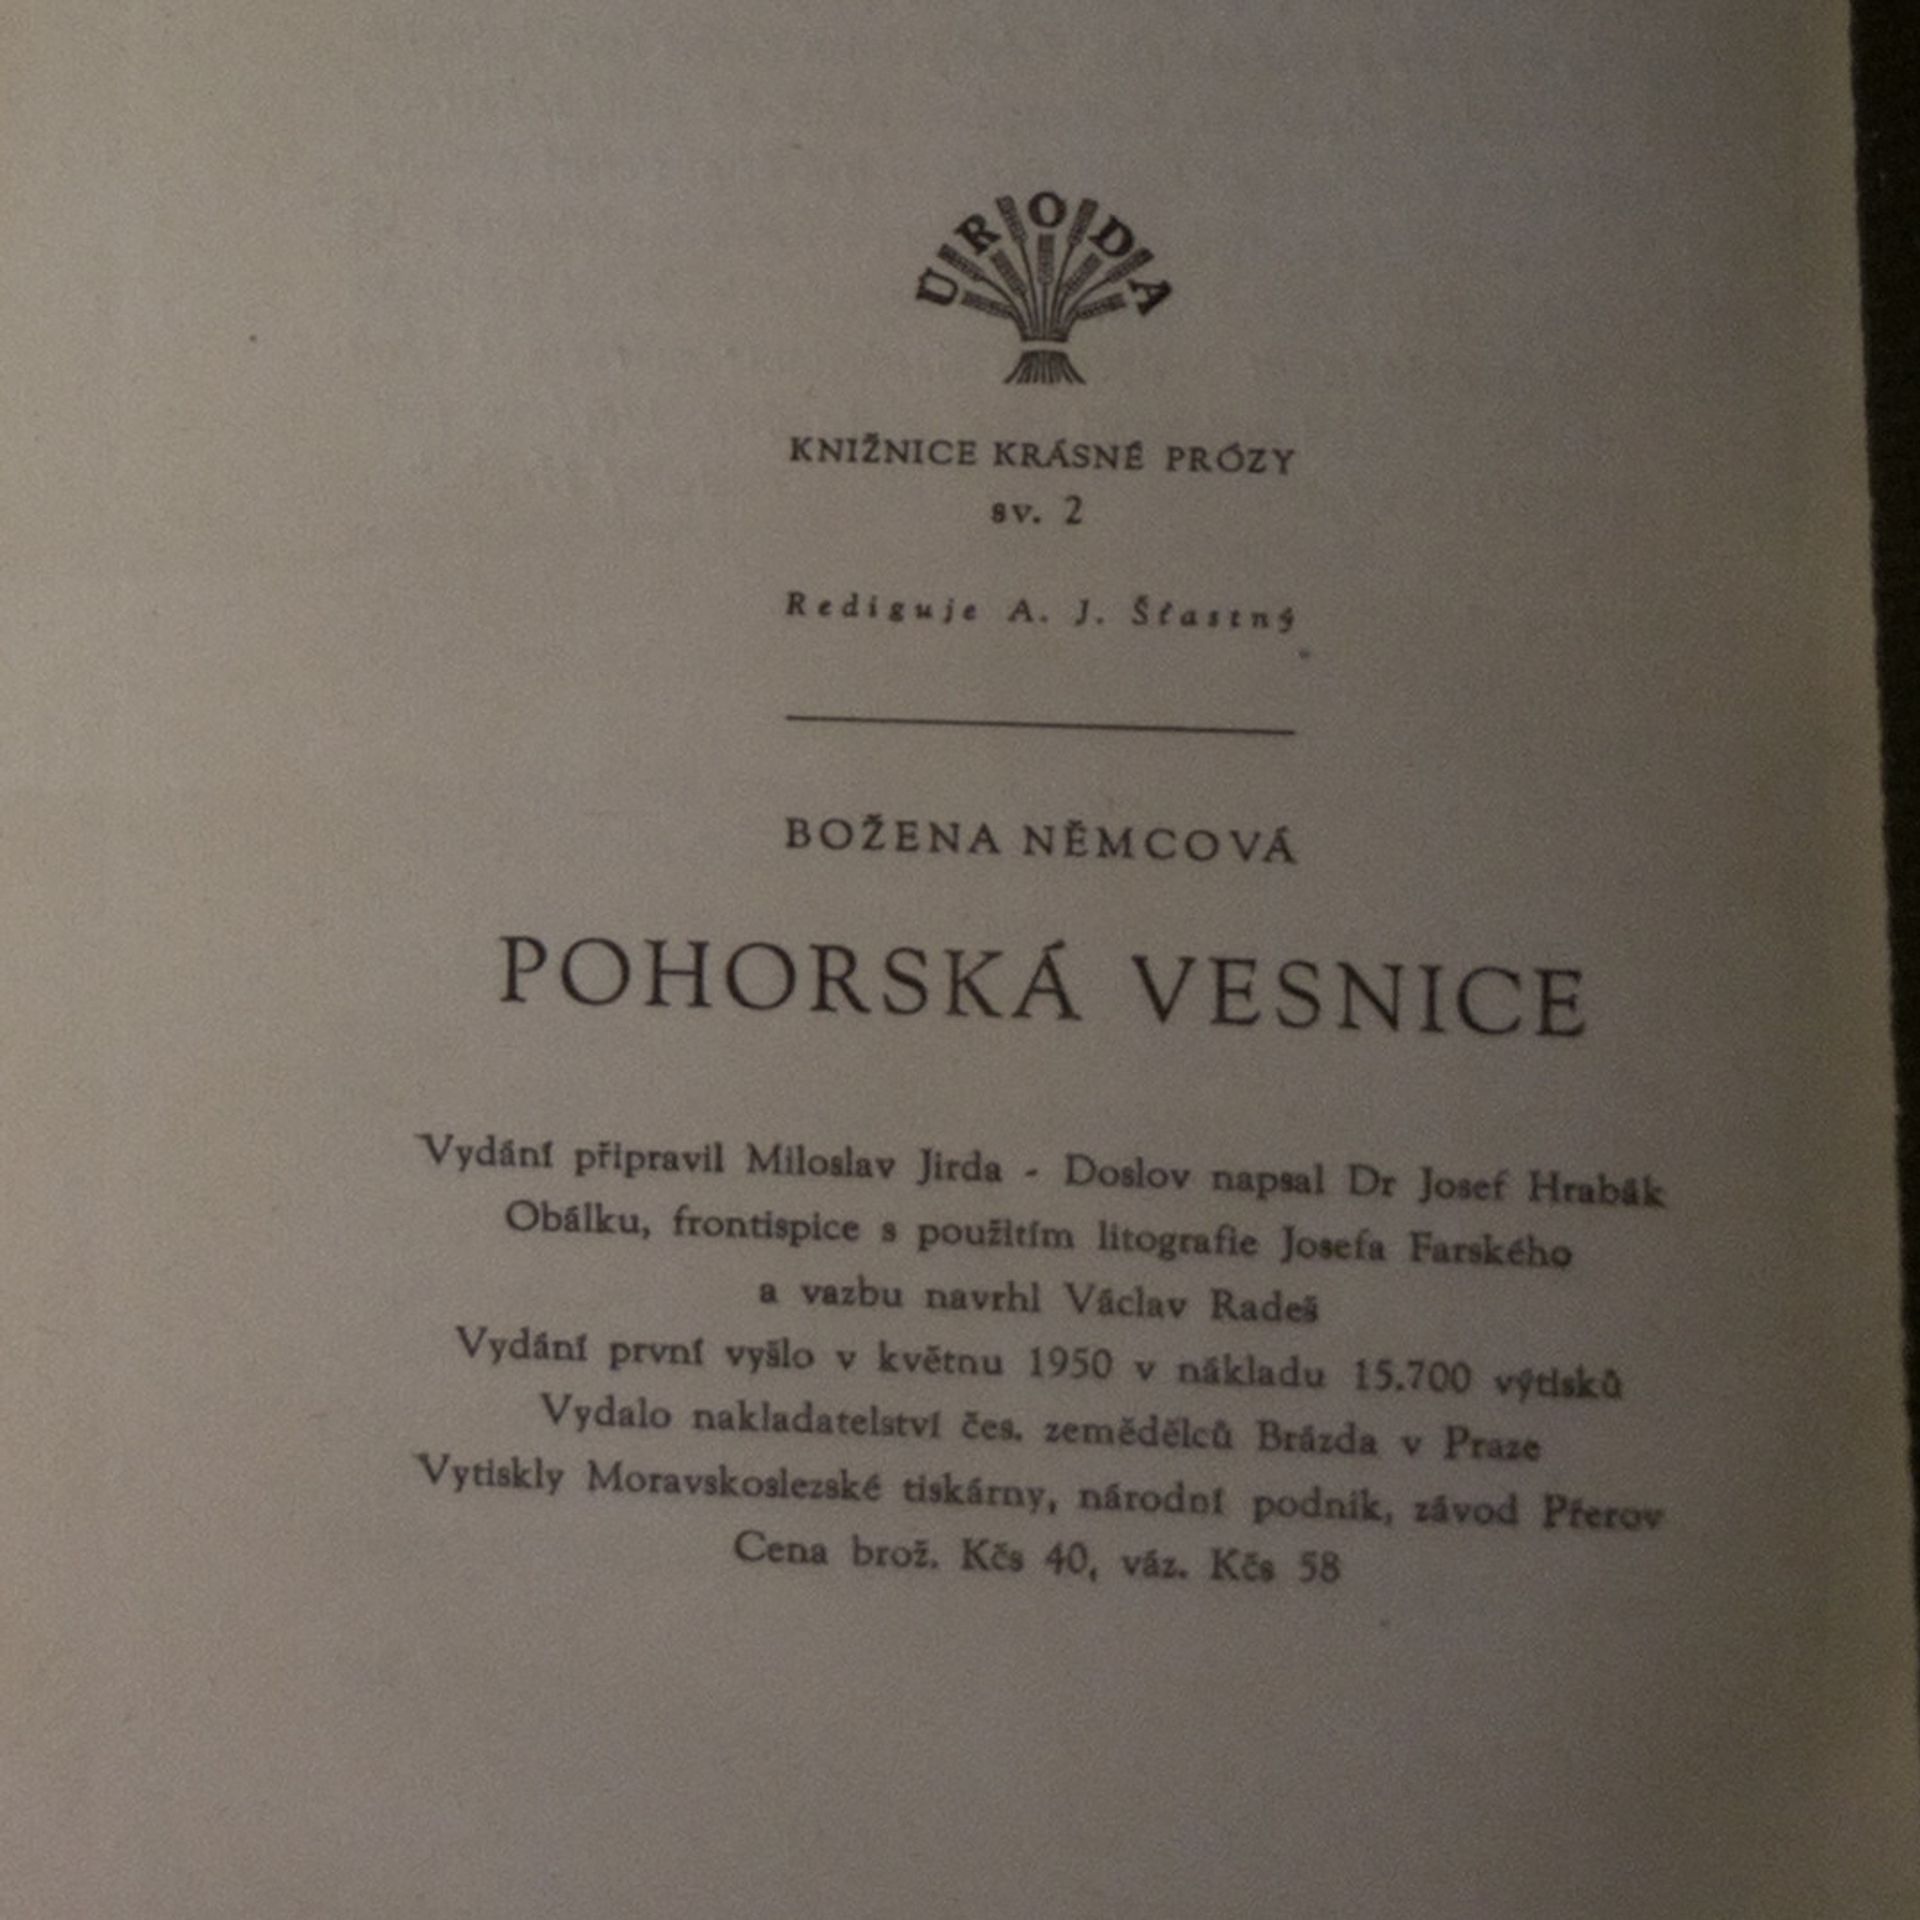 URODA
KNIŽNICE KRÁSNÉ PRÓZY
sv. 2
Rediguje A. J. Šťastný
BOŽENA NĚMCOVÁ
POHORSKÁ VESNICE
Vydání připravil Miloslav Jirda - Doslov napsal Dr Josef Hrabák
Obálku, frontispice s použitím litografie Josefa Farského
a vazbu navrhl Václav Radeš
Vydání první vyšlo v květnu 1950 v nákladu 15.700 výtisků
Vydalo nakladatelství čes. zemědělců Brázda v Praze
Vytiskly Moravskoslezské tiskárny, národní podnik, závod Přerov
Cena brož. Kčs 40, váz. Kčs 58